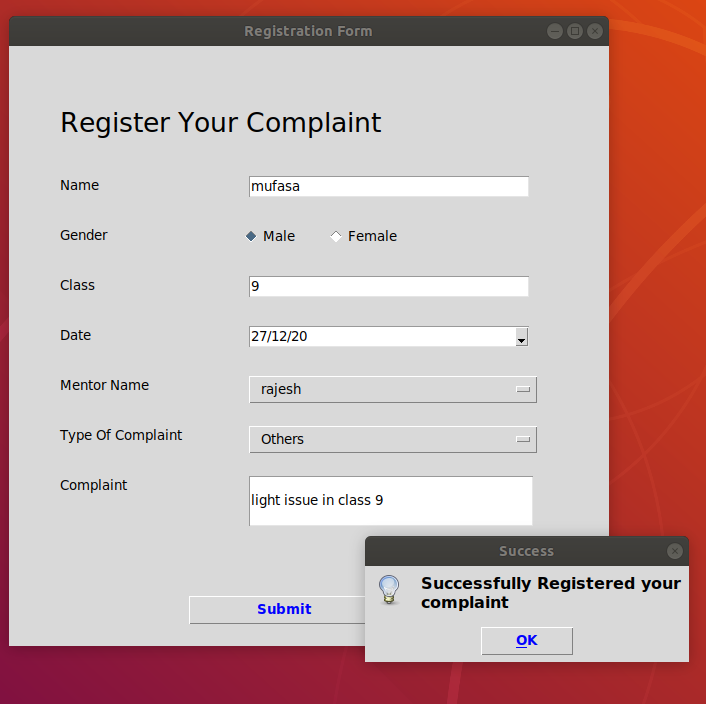 Registration Form
Register Your Complaint
Name
mufasa
Gender
Male Female
Class
9
Date
27/12/20
Mentor Name
rajesh
Type Of Complaint
Others
Complaint
light issue in class 9
Submit
Success
Successfully Registered your
complaint
OK